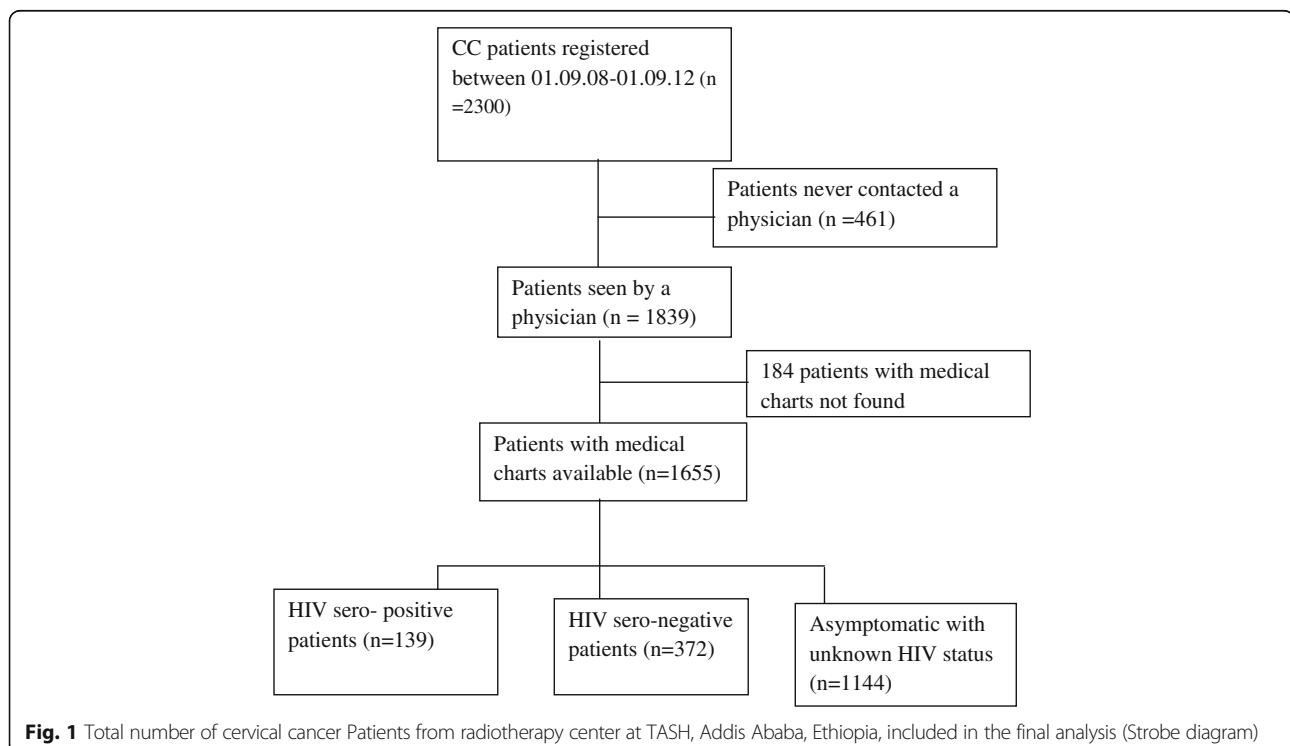 CC patients registered
between 01.09.08-01.09.12 (n
=2300)
Patients never contacted a
physician (n =461)
Patients seen by a
physician (n = 1839)
184 patients with medical
charts not found
Patients with medical
charts available (n=1655)
HIV sero- positive
patients (n=139)
HIV sero-negative
patients (n=372)
Asymptomatic with
unknown HIV status
(n=1144)
Fig. 1 Total number of cervical cancer Patients from radiotherapy center at TASH, Addis Ababa, Ethiopia, included in the final analysis (Strobe diagram)